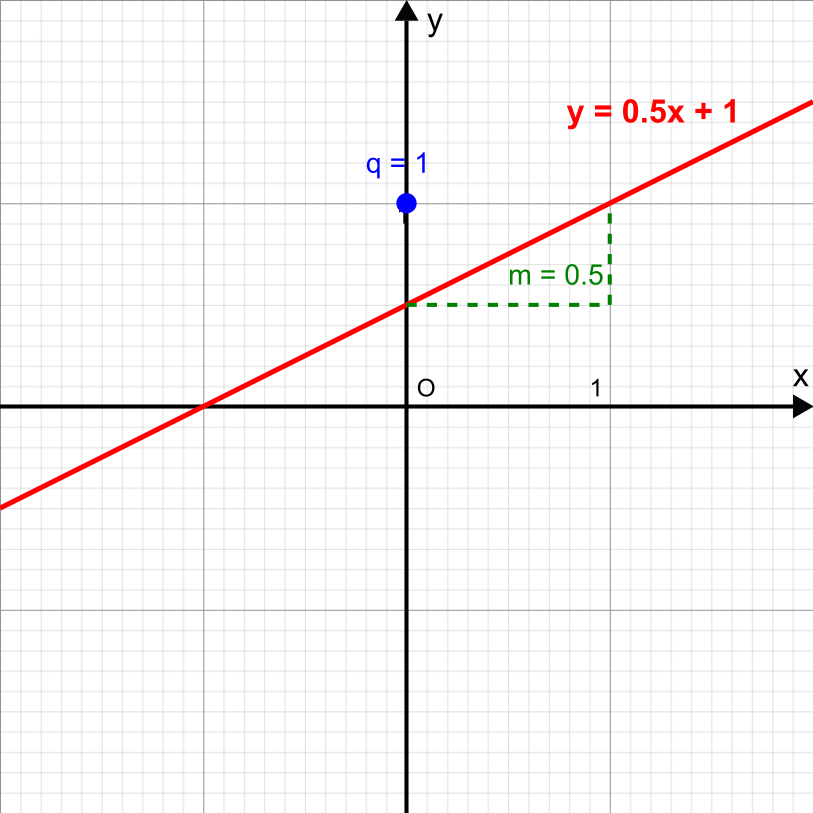 y
y = 0.5x + 1
q = 1
m = 0.5
x
O
1